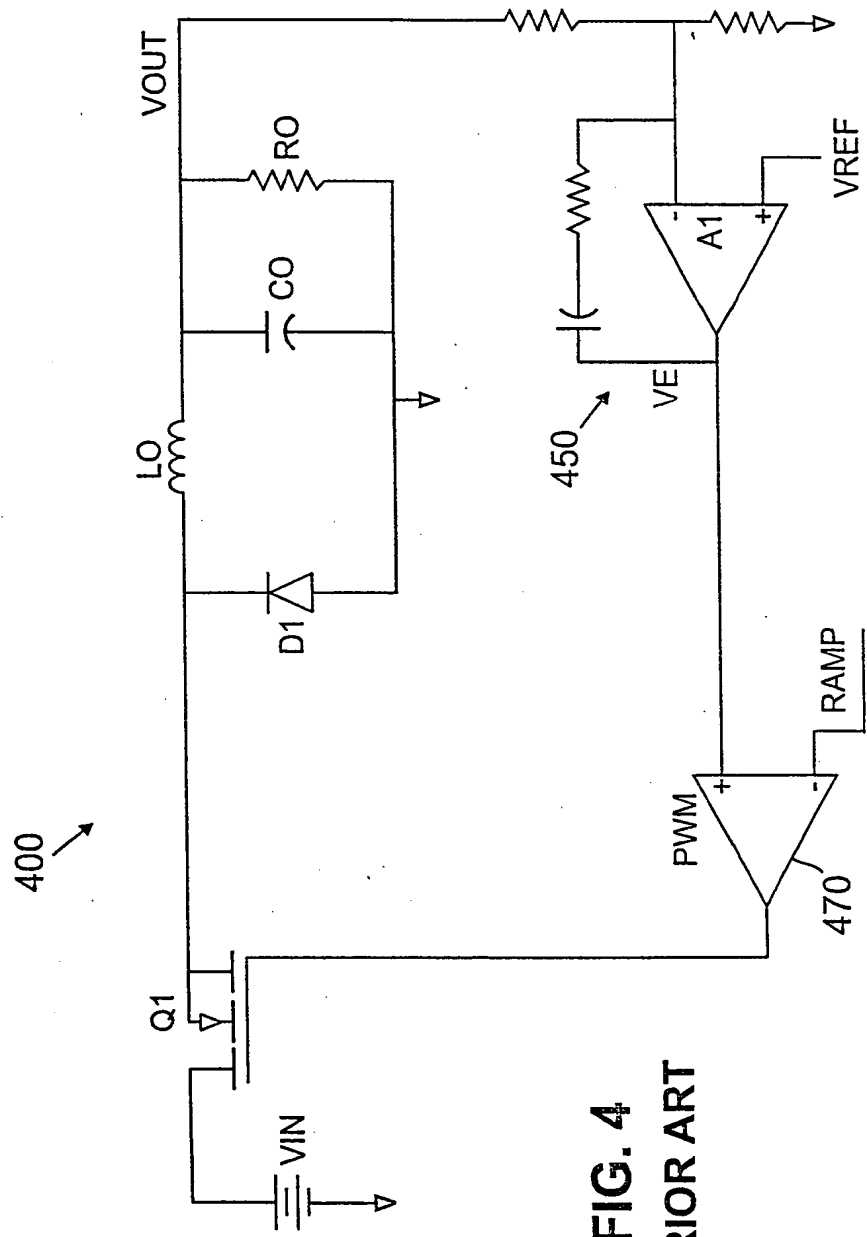 400
VOUT
LO
Q1
CO
RO
D1
VIN
450
VE
A1
-
+
VREF
PWM
+
-
RAMP
470
FIG. 4
RIOR ART